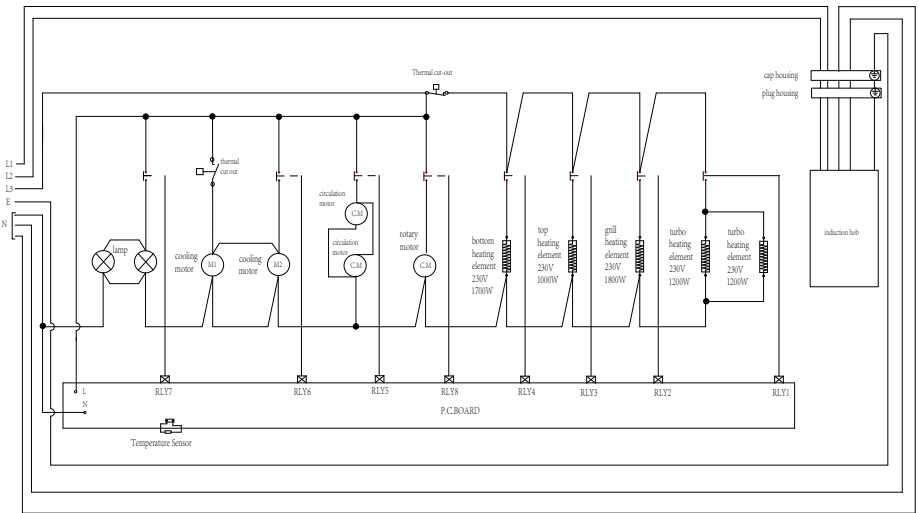 Thermal cut-out
cap housing
plug housing
L1
L2
L3
E
N
thermal
cut out
circulation
motor
C.M
lamp
cooling
motor
M1
cooling
motor
M2
circulation
motor
C.M
rotary
motor
C.M
bottom
heating
element
230V
1700W
top
heating
element
230V
1000W
grill
heating
element
230V
1800W
turbo
heating
element
230V
1200W
turbo
heating
element
230V
1200W
induction hob
L
N
RLY7
RLY6
RLY5
RLY8
RLY4
RLY3
RLY2
RLY1
P.C.BOARD
Temperature Sensor